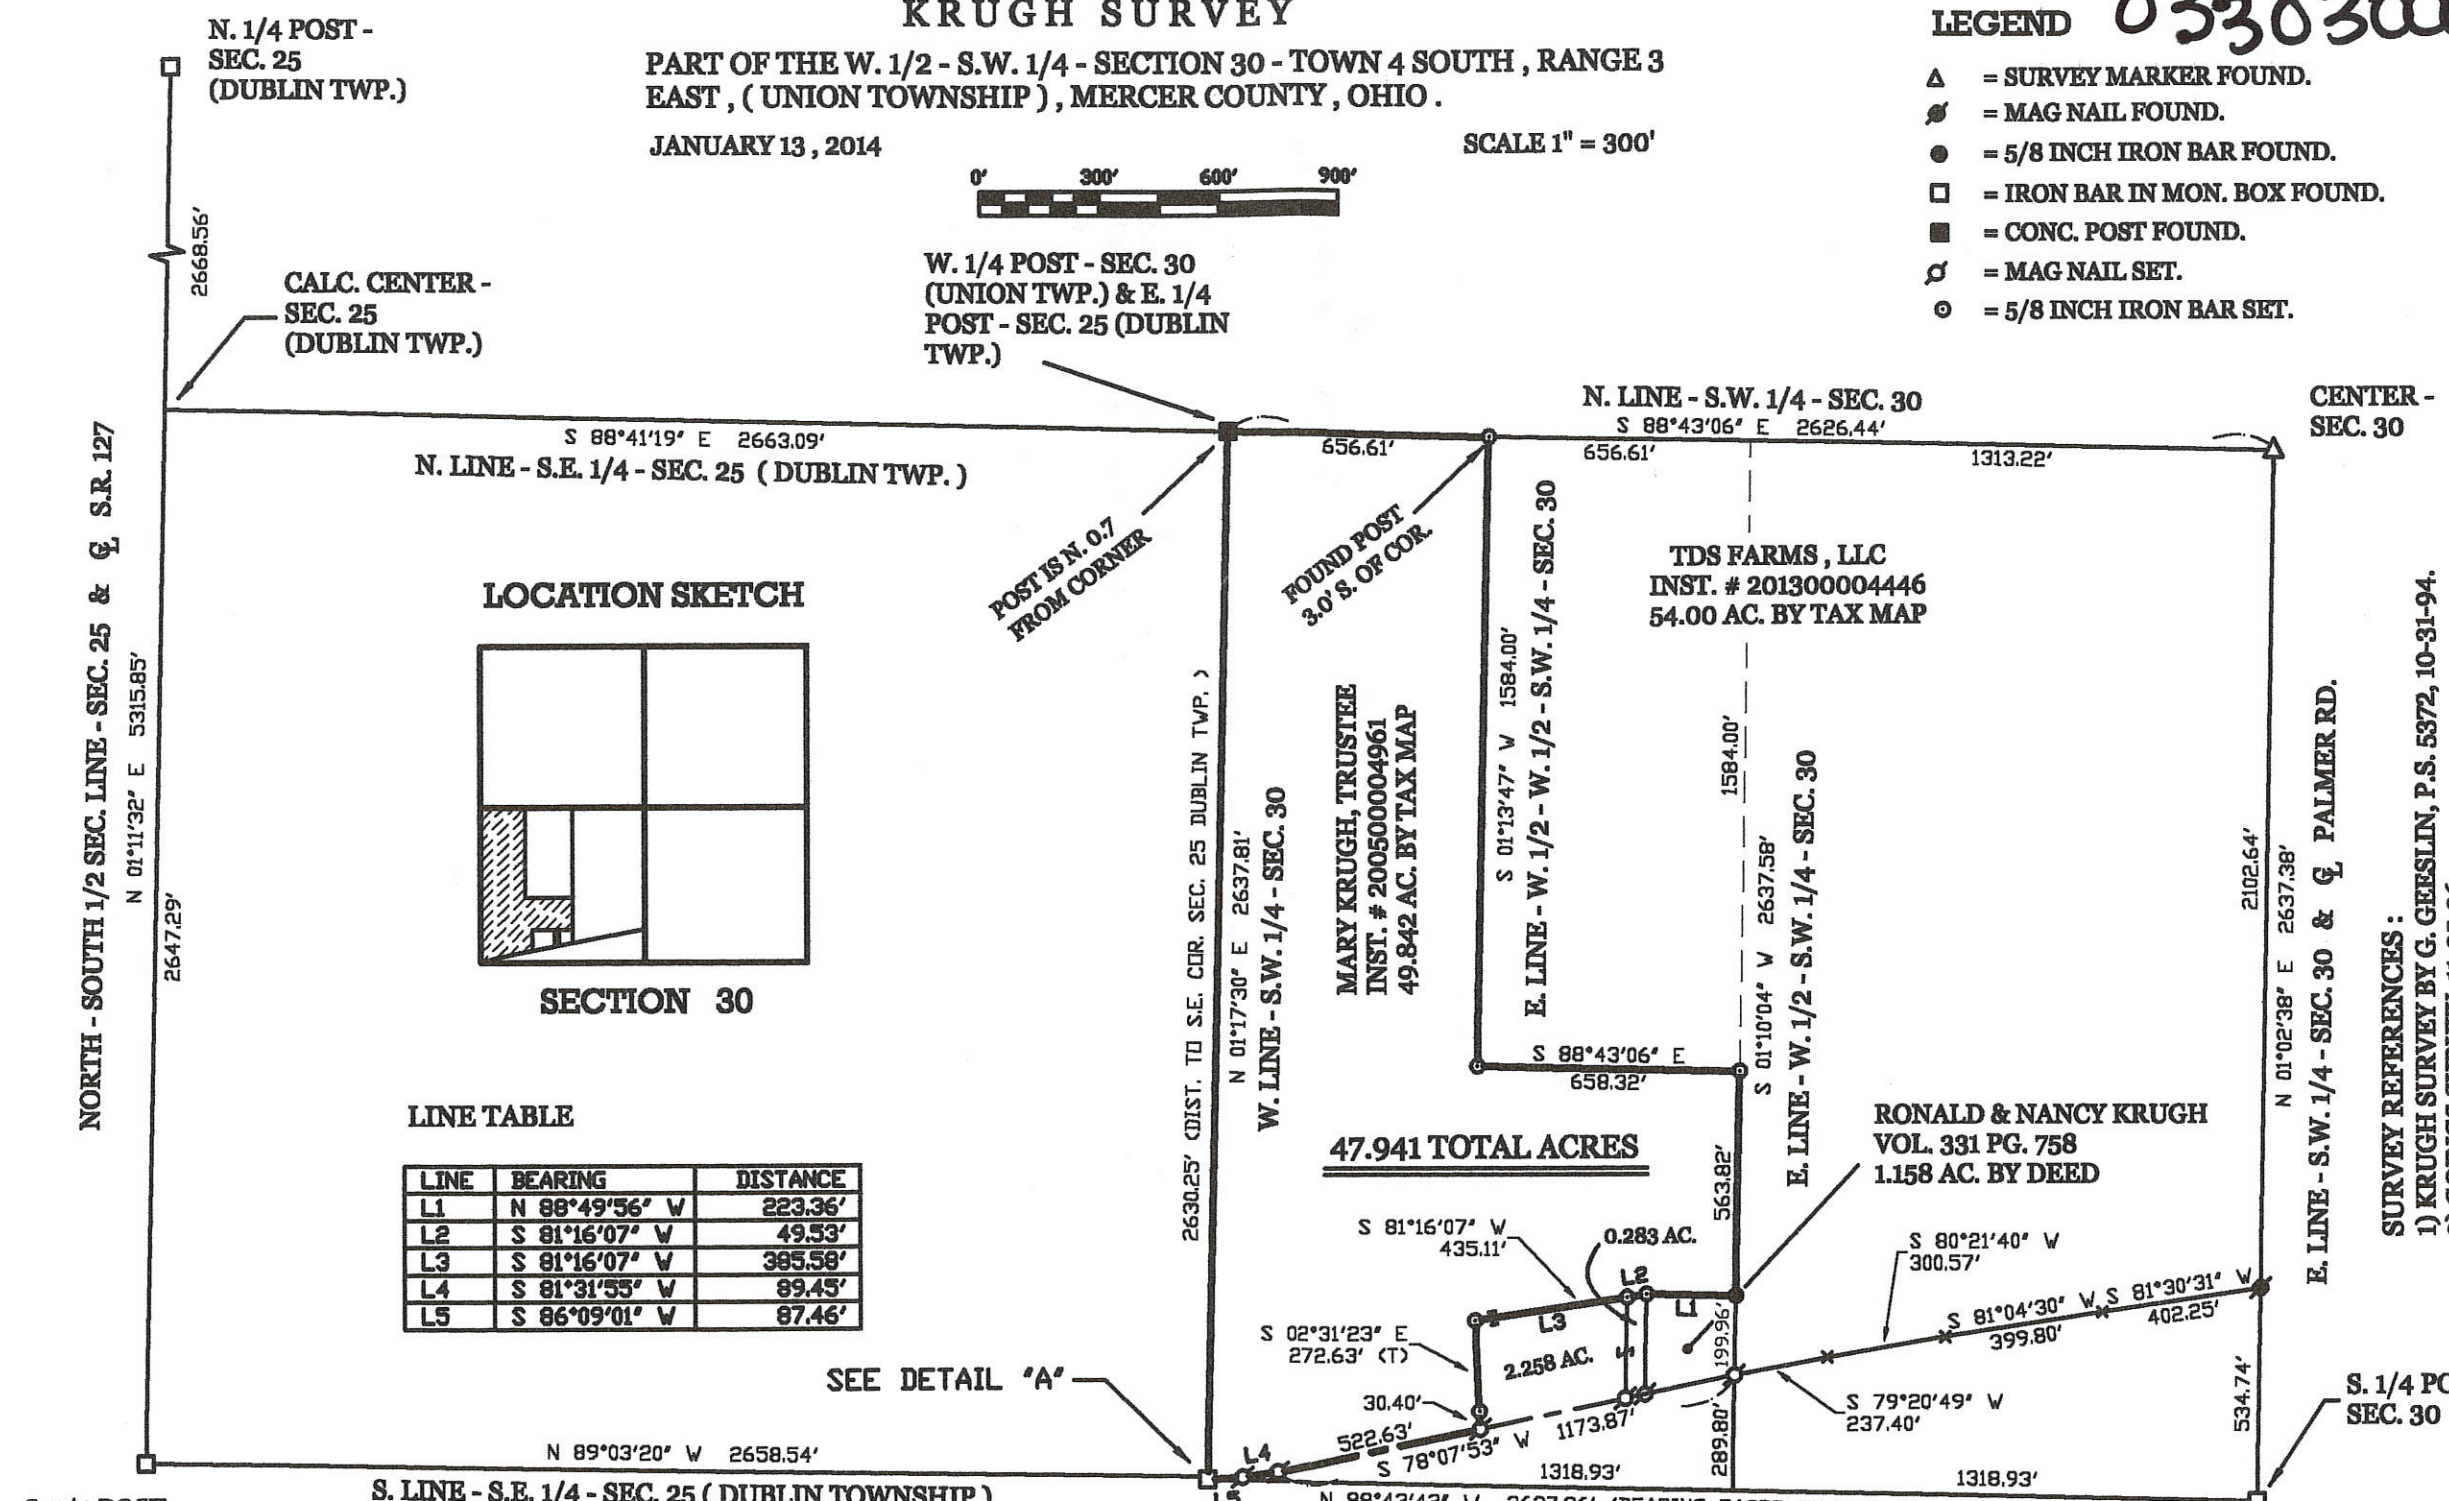 KRUGH SURVEY
PART OF THE W. 1/2 - S.W. 1/4 - SECTION 30 - TOWN 4 SOUTH , RANGE 3
EAST , ( UNION TOWNSHIP ) , MERCER COUNTY , OHIO .
JANUARY 13 , 2014
SCALE 1" = 300'
0' 300' 600' 900'
N. 1/4 POST -
SEC. 25
(DUBLIN TWP.)
LEGEND
= SURVEY MARKER FOUND.
= MAG NAIL FOUND.
= 5/8 INCH IRON BAR FOUND.
= IRON BAR IN MON. BOX FOUND.
= CONC. POST FOUND.
= MAG NAIL SET.
= 5/8 INCH IRON BAR SET.
2668.56'
CALC. CENTER -
SEC. 25
(DUBLIN TWP.)
W. 1/4 POST - SEC. 30
(UNION TWP.) & E. 1/4
POST - SEC. 25 (DUBLIN
TWP.)
N. LINE - S.W. 1/4 - SEC. 30
S 88°43'06" E 2626.44'
CENTER -
SEC. 30
S 88°41'19" E 2663.09'
N. LINE - S.E. 1/4 - SEC. 25 ( DUBLIN TWP. )
656.61'
656.61'
1313.22'
POST IS N. 0.7
FROM CORNER
FOUND POST
3.0' S. OF COR.
TDS FARMS , LLC
INST. # 201300004446
54.00 AC. BY TAX MAP
NORTH - SOUTH 1/2 SEC. LINE - SEC. 25 & ℄ S.R. 127
N 01°11'32" E 5315.85'
2647.29'
LOCATION SKETCH
SECTION 30
2630.25' (DIST. TO S.E. COR. SEC. 25 DUBLIN TWP. )
N 01°17'30" E 2637.81'
W. LINE - S.W. 1/4 - SEC. 30
MARY KRUGH, TRUSTEE
INST. # 200500004961
49.842 AC. BY TAX MAP
S 01°13'47" W 1584.00'
E. LINE - W. 1/2 - W. 1/2 - S.W. 1/4 - SEC. 30
1584.00'
S 01°10'04" W 2637.58'
E. LINE - W. 1/2 - S.W. 1/4 - SEC. 30
2102.64'
N 01°02'38" E 2637.38'
E. LINE - S.W. 1/4 - SEC. 30 & ℄ PALMER RD.
SURVEY REFERENCES :
1) KRUGH SURVEY BY G. GEESLIN, P.S. 5372, 10-31-94.
S 88°43'06" E
658.32'
LINE TABLE
LINE BEARING DISTANCE
L1 N 88°49'56" W 223.36'
L2 S 81°16'07" W 49.53'
L3 S 81°16'07" W 385.58'
L4 S 81°31'55" W 89.45'
L5 S 86°09'01" W 87.46'
47.941 TOTAL ACRES
563.82'
RONALD & NANCY KRUGH
VOL. 331 PG. 758
1.158 AC. BY DEED
S 81°16'07" W
435.11'
0.283 AC.
S 80°21'40" W
300.57'
L2
L1
L3
S 81°04'30" W
399.80'
S 81°30'31" W
402.25'
S 02°31'23" E
272.63' (T)
2.258 AC.
199.96'
SEE DETAIL "A"
30.40'
S 79°20'49" W
237.40'
534.74'
SEC. 30
522.63'
1173.87'
S 78°07'53" W
289.80'
L4
L5
N 89°03'20" W 2658.54'
1318.93'
1318.93'
S. LINE - S.E. 1/4 - SEC. 25 ( DUBLIN TOWNSHIP )